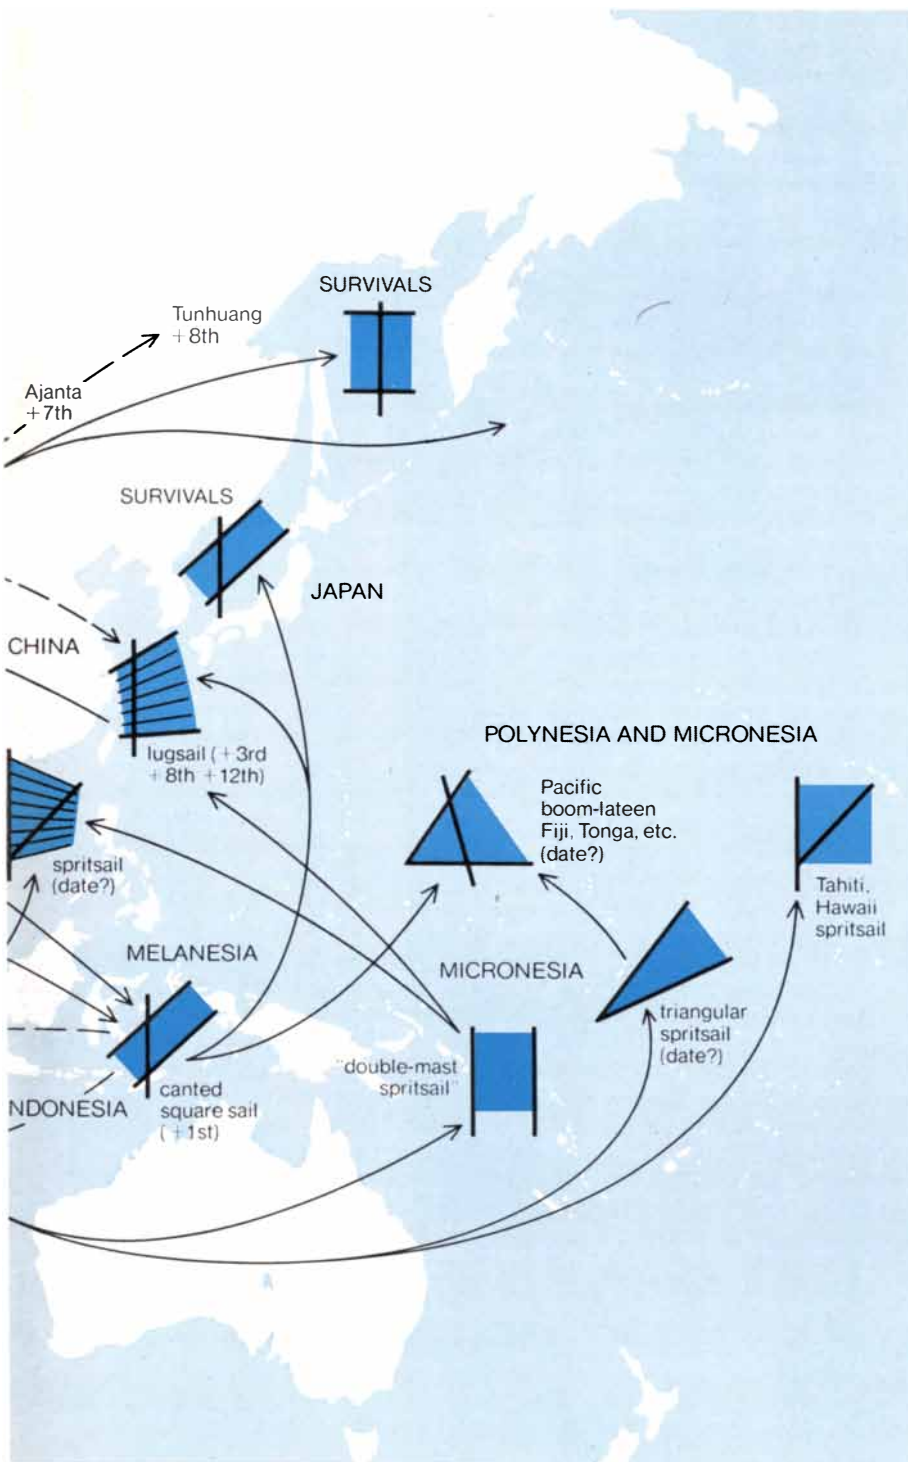 SURVIVALS
Tunhuang
+8th
Ajanta
+7th
SURVIVALS
JAPAN
CHINA
lugsail (+3rd
+8th +12th)
POLYNESIA AND MICRONESIA
Pacific
boom-lateen
Fiji, Tonga, etc.
(date?)
spritsail
(date?)
Tahiti,
Hawaii
spritsail
MELANESIA
MICRONESIA
triangular
spritsail
(date?)
"double-mast
spritsail"
NDONESIA
canted
square sail
(+1st)